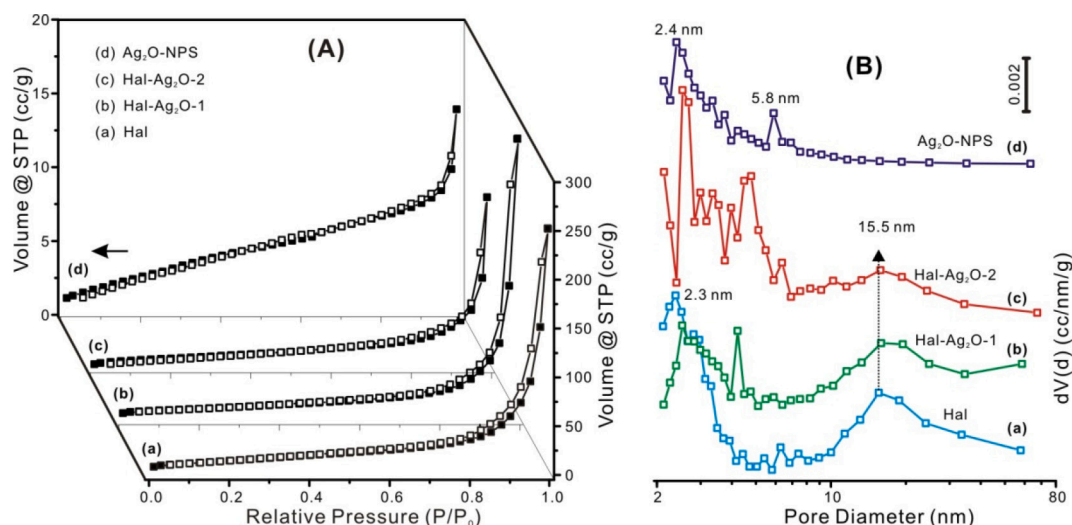 (A)
(d) Ag₂O-NPS
(c) Hal-Ag₂O-2
(b) Hal-Ag₂O-1
(a) Hal
Volume @ STP (cc/g)
20
15
10
5
0
(d)
(c)
(b)
(a)
300
250
200
150
100
50
0
Volume @ STP (cc/g)
0.0 0.2 0.4 0.6 0.8 1.0
Relative Pressure (P/P₀)
(B)
2.4 nm
5.8 nm
0.002
Ag₂O-NPS
(d)
15.5 nm
Hal-Ag₂O-2
(c)
2.3 nm
Hal-Ag₂O-1
(b)
Hal
(a)
dV(d) (cc/nm/g)
2 10 80
Pore Diameter (nm)